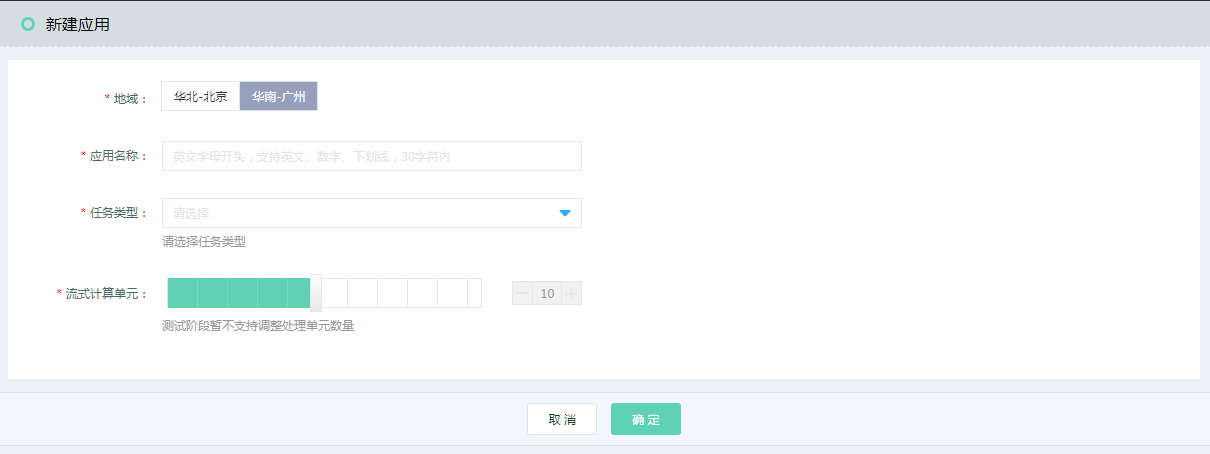 新建应用
* 地域： 华北-北京 华南-广州
* 应用名称： 英文字母开头，支持英文、数字、下划线，30字符内
* 任务类型： 请选择
请选择任务类型
* 流式计算单元： 10
测试阶段暂不支持调整处理单元数量
取 消 确 定